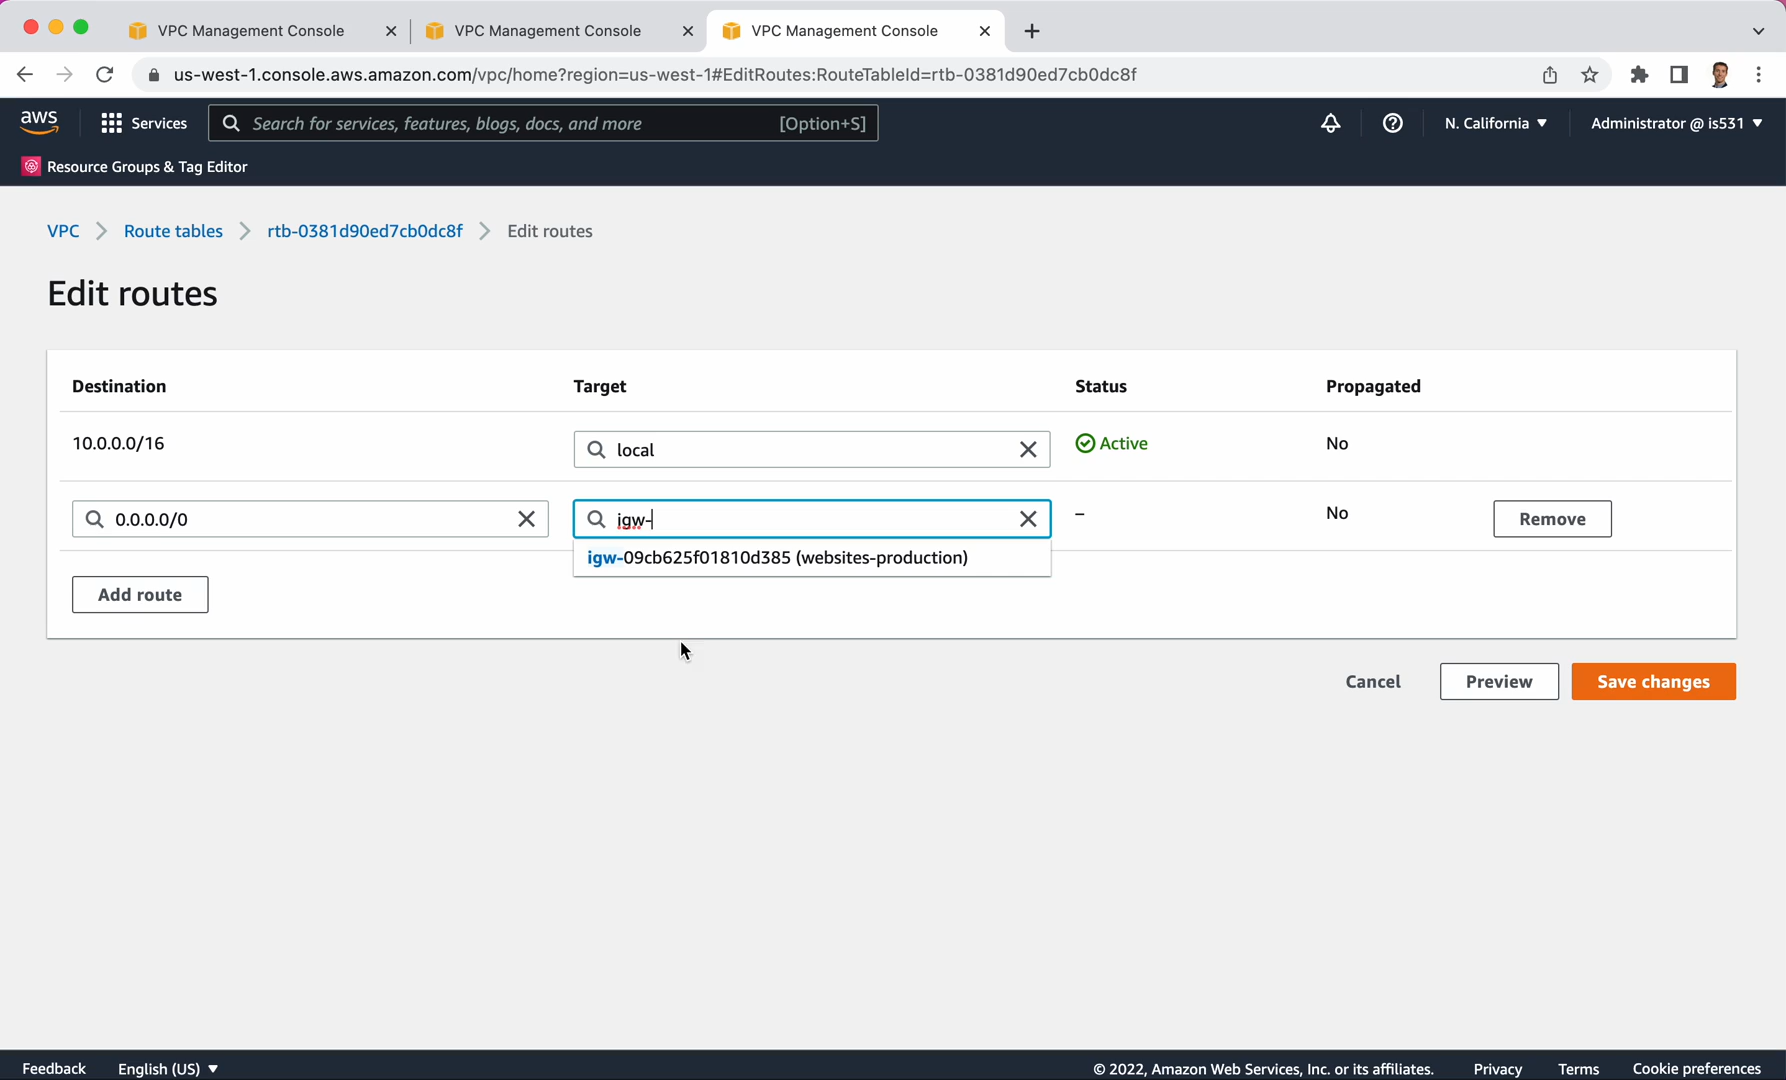 VPC Management Console
VPC Management Console
VPC Management Console
us-west-1.console.aws.amazon.com/vpc/home?region=us-west-1#EditRoutes:RouteTableId=rtb-0381d90ed7cb0dc8f
aws
Services
Search for services, features, blogs, docs, and more
[Option+S]
N. California
Administrator @ is531
Resource Groups & Tag Editor
VPC
Route tables
rtb-0381d90ed7cb0dc8f
Edit routes
Edit routes
Destination
Target
Status
Propagated
10.0.0.0/16
local
Active
No
0.0.0.0/0
igw-
–
No
Remove
igw-09cb625f01810d385 (websites-production)
Add route
Cancel
Preview
Save changes
Feedback
English (US)
© 2022, Amazon Web Services, Inc. or its affiliates.
Privacy
Terms
Cookie preferences